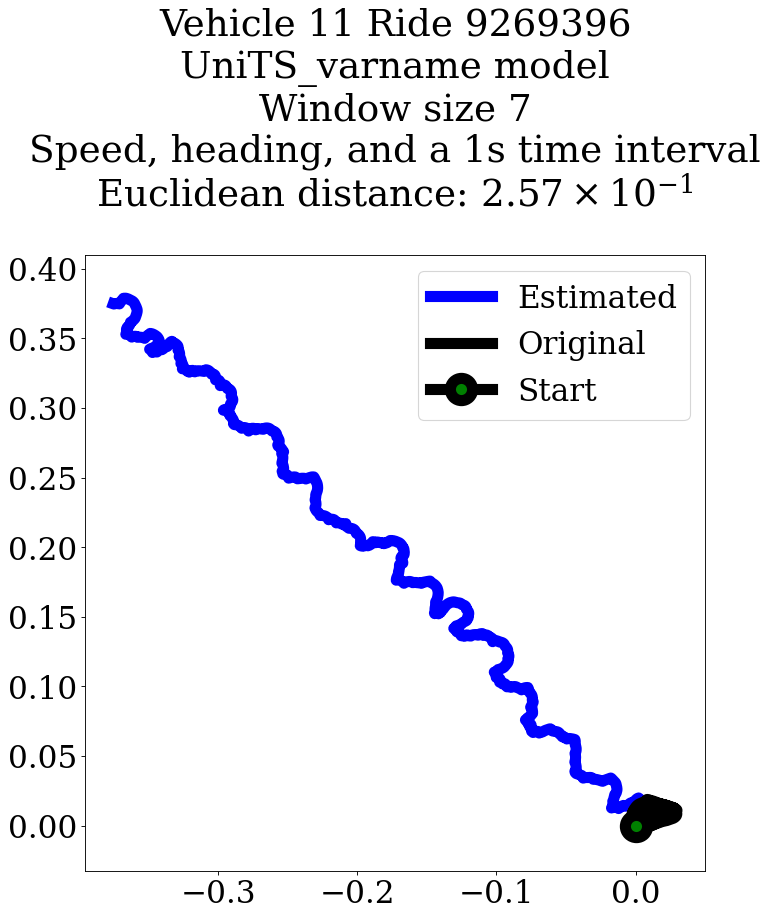 Vehicle 11 Ride 9269396
UniTS_varname model
Window size 7
Speed, heading, and a 1s time interval
Euclidean distance: 2.57 × 10⁻¹
0.40
0.35
0.30
0.25
0.20
0.15
0.10
0.05
0.00
Estimated
Original
Start
−0.3 −0.2 −0.1 0.0